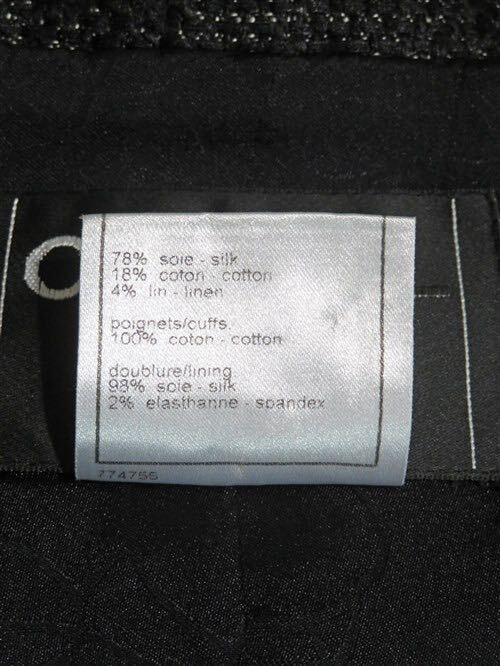 78% soie - silk
18% coton - cotton
4% lin - linen
poignets/cuffs
100% coton - cotton
doublure/lining
98% soie - silk
2% elasthanne - spandex
774755